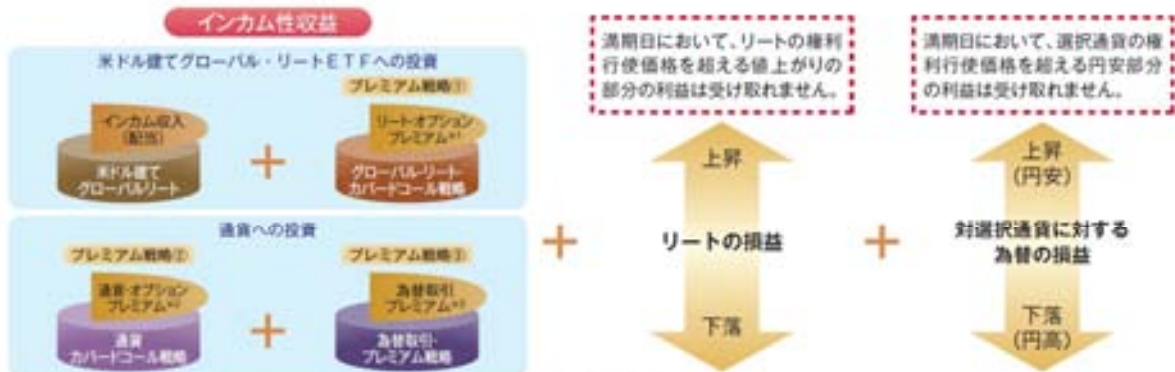 インカム性収益
米ドル建てグローバル・リートETFへの投資
プレミアム戦略①
インカム収入
(配当)
米ドル建て
グローバルリート
+
リート・オプション
プレミアム※1
グローバル・リート・
カバードコール戦略
通貨への投資
プレミアム戦略②
通貨・オプション
プレミアム※2
通貨
カバードコール戦略
+
プレミアム戦略③
為替取引
プレミアム※3
為替取引・
プレミアム戦略
+
満期日において、リートの権利
行使価格を超える値上がりの
部分の利益は受け取れません。
上昇
リートの損益
下落
+
満期日において、選択通貨の権
利行使価格を超える円安部分
の利益は受け取れません。
上昇
(円安)
対選択通貨に対する
為替の損益
下落
(円高)